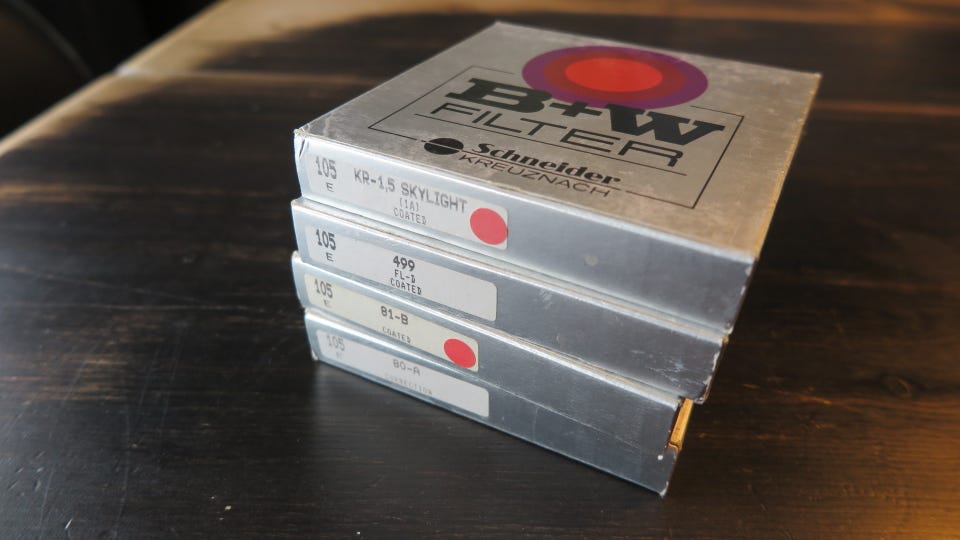 B+W
FILTER
Schneider
KREUZNACH
105
E
KR-1,5 SKYLIGHT
(1A)
COATED
105
E
499
FL-D
COATED
105
E
81-B
COATED
105
E
80-A
CORRECTION